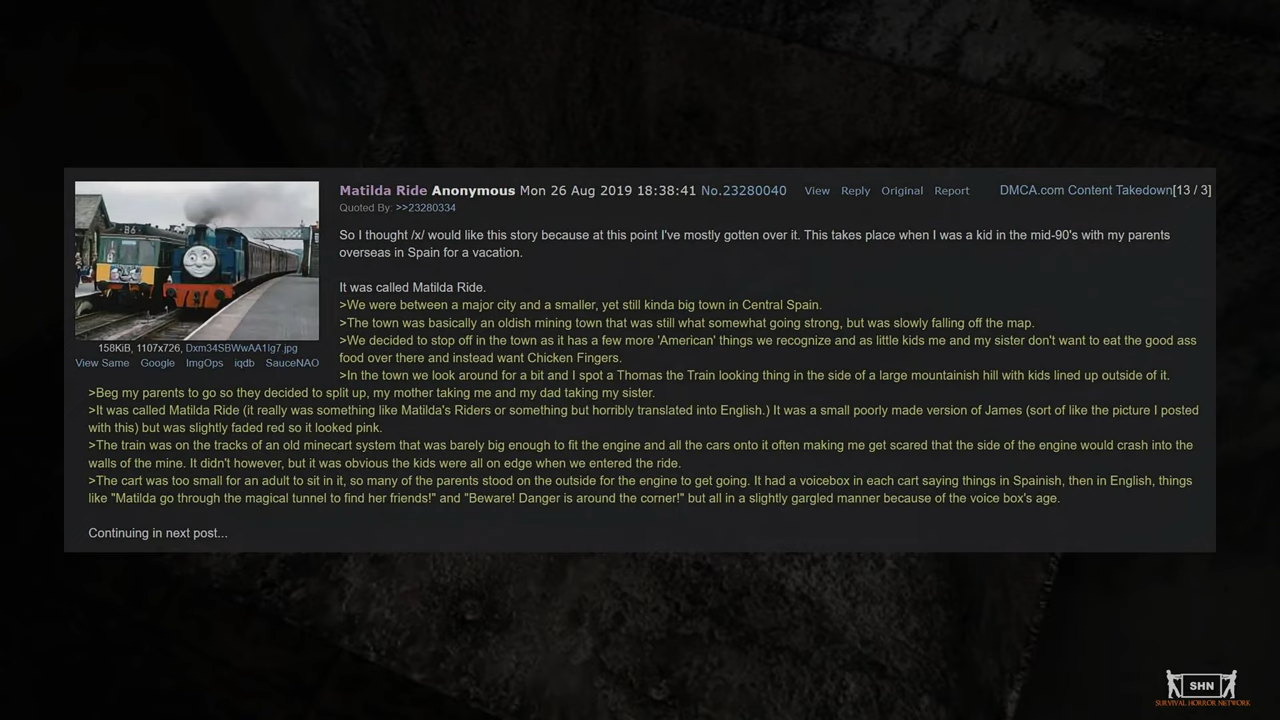 Matilda Ride Anonymous Mon 26 Aug 2019 18:38:41 No.23280040 View Reply Original Report DMCA.com Content Takedown[13 / 3]
Quoted By: >>23280334
So I thought /x/ would like this story because at this point I've mostly gotten over it. This takes place when I was a kid in the mid-90's with my parents
overseas in Spain for a vacation.
It was called Matilda Ride.
>We were between a major city and a smaller, yet still kinda big town in Central Spain.
>The town was basically an oldish mining town that was still what somewhat going strong, but was slowly falling off the map.
>We decided to stop off in the town as it has a few more 'American' things we recognize and as little kids me and my sister don't want to eat the good ass
food over there and instead want Chicken Fingers.
>In the town we look around for a bit and I spot a Thomas the Train looking thing in the side of a large mountainish hill with kids lined up outside of it.
>Beg my parents to go so they decided to split up, my mother taking me and my dad taking my sister.
>It was called Matilda Ride (it really was something like Matilda's Riders or something but horribly translated into English.) It was a small poorly made version of James (sort of like the picture I posted
with this) but was slightly faded red so it looked pink.
>The train was on the tracks of an old minecart system that was barely big enough to fit the engine and all the cars onto it often making me get scared that the side of the engine would crash into the
walls of the mine. It didn't however, but it was obvious the kids were all on edge when we entered the ride.
>The cart was too small for an adult to sit in it, so many of the parents stood on the outside for the engine to get going. It had a voicebox in each cart saying things in Spainish, then in English, things
like "Matilda go through the magical tunnel to find her friends!" and "Beware! Danger is around the corner!" but all in a slightly gargled manner because of the voice box's age.
Continuing in next post...
B6
158KiB, 1107x726, Dxm34SBWwAA1lg7.jpg
View Same Google ImgOps iqdb SauceNAO
SHN
SURVIVAL HORROR NETWORK